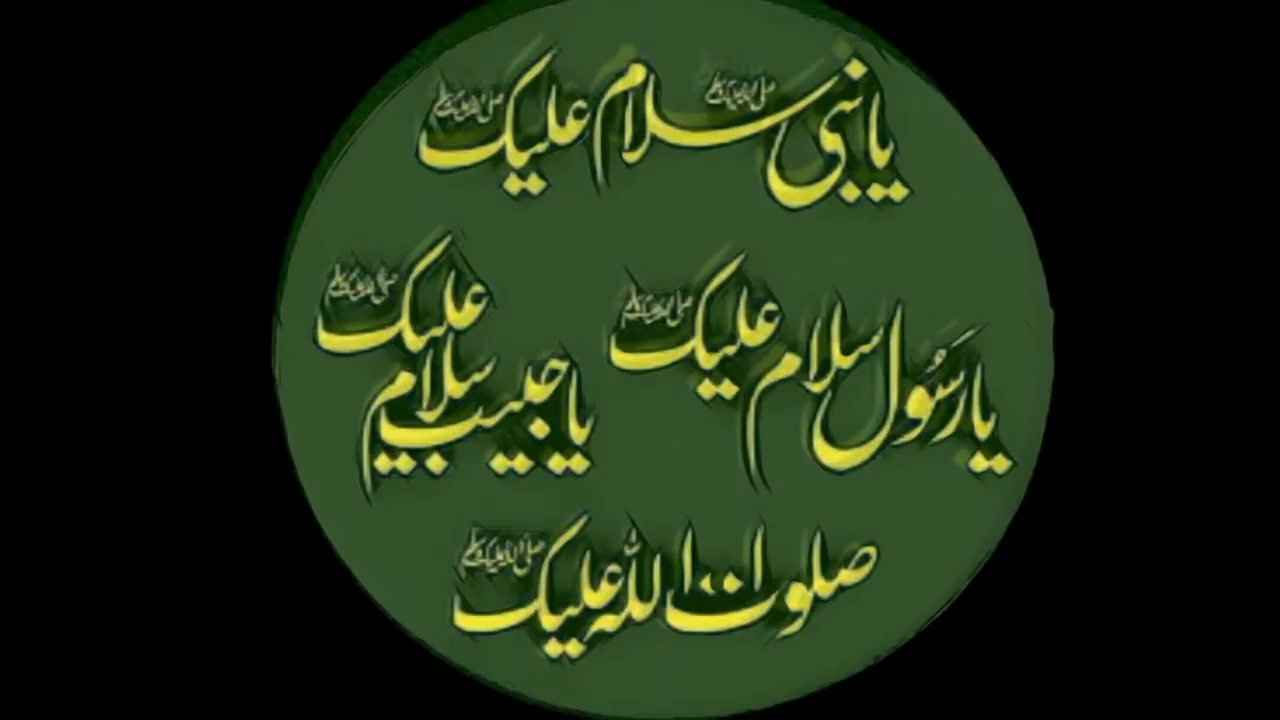 یا نبی سلام علیک
یا رسول سلام علیک
یا حبیب سلام علیک
صلوات اللہ علیک